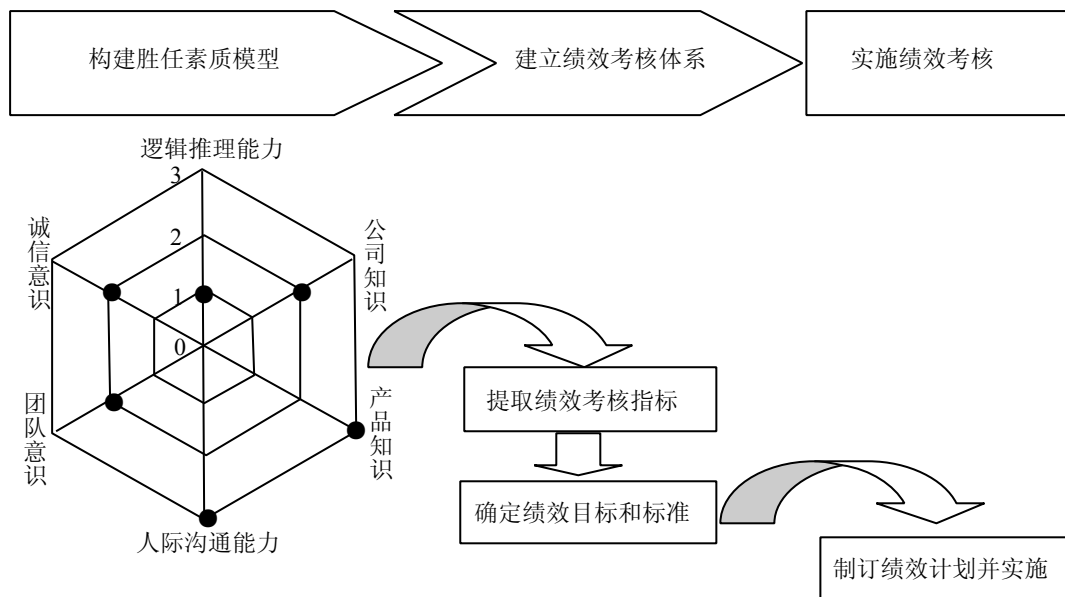 构建胜任素质模型
建立绩效考核体系
实施绩效考核
逻辑推理能力
3
诚信意识
2
公司知识
1
0
团队意识
产品知识
人际沟通能力
提取绩效考核指标
确定绩效目标和标准
制订绩效计划并实施